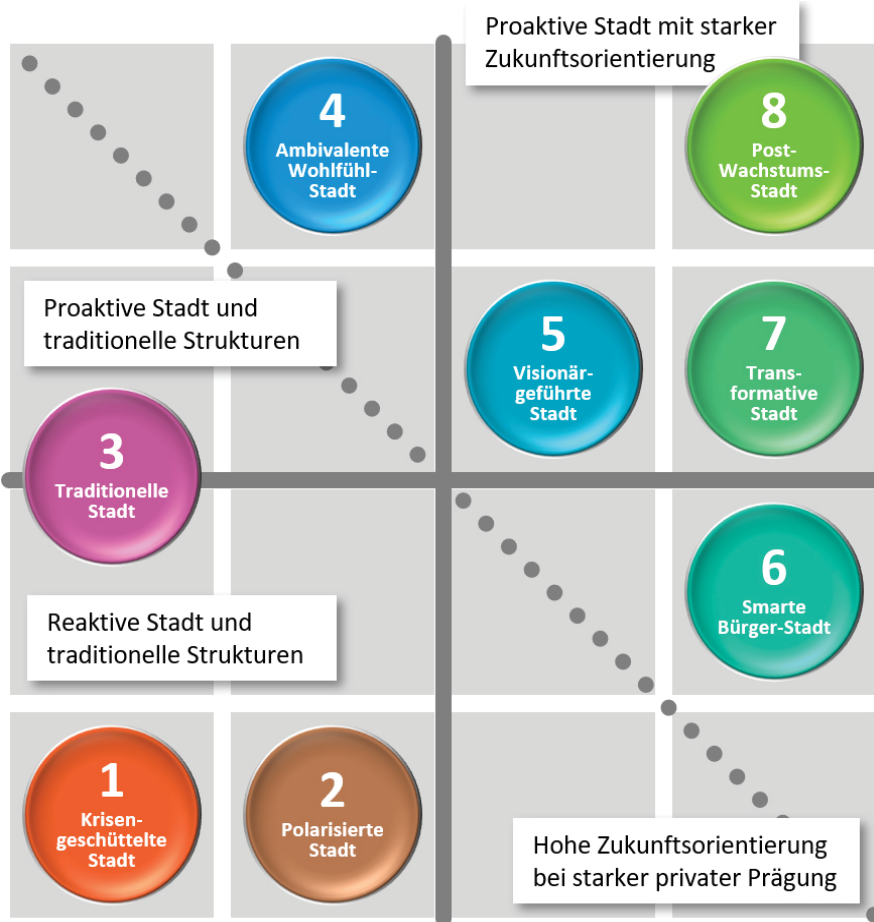 Proaktive Stadt mit starker
Zukunftsorientierung
4
Ambivalente
Wohlfühl-
Stadt
8
Post-
Wachstums-
Stadt
Proaktive Stadt und
traditionelle Strukturen
5
Visionär-
geführte
Stadt
7
Trans-
formative
Stadt
3
Traditionelle
Stadt
6
Smarte
Bürger-Stadt
Reaktive Stadt und
traditionelle Strukturen
1
Krisen-
geschüttelte
Stadt
2
Polarisierte
Stadt
Hohe Zukunftsorientierung
bei starker privater Prägung